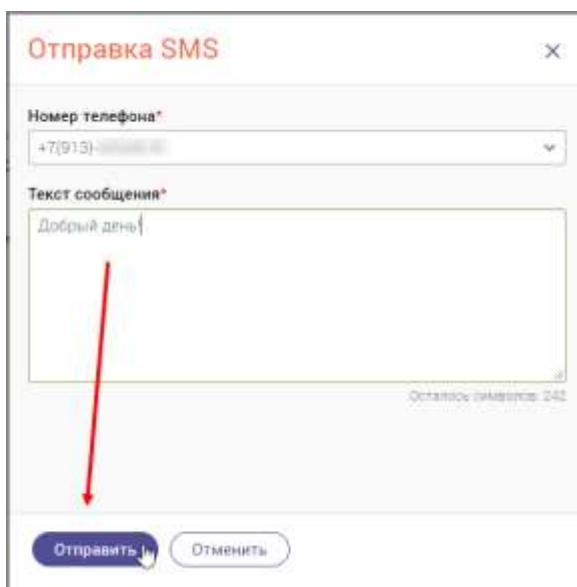 Отправка SMS
Номер телефона*
+7(913)-
Текст сообщения*
Добрый день!
Осталось символов: 242
Отправить
Отменить